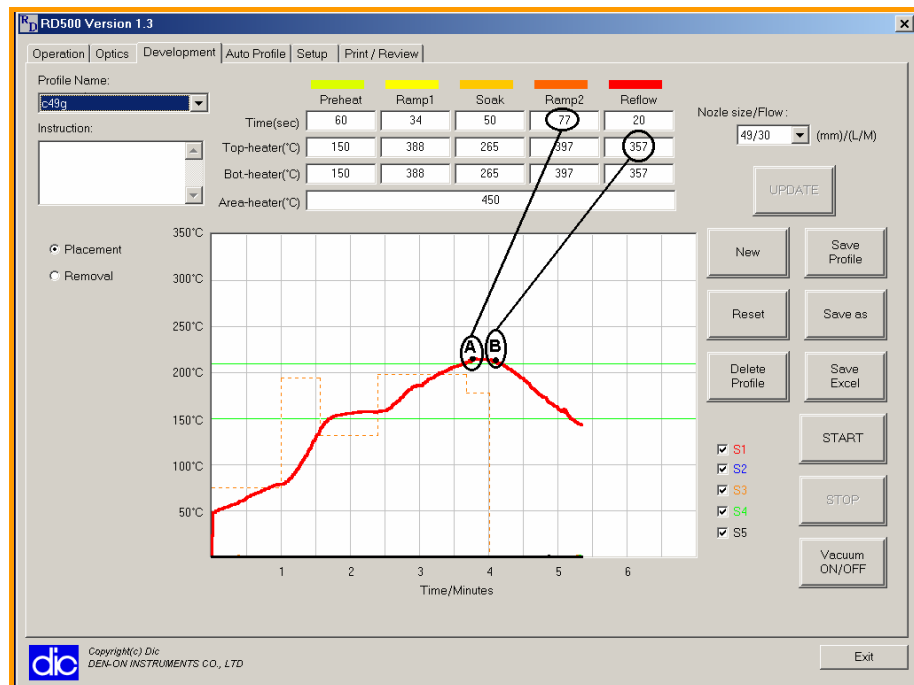 RD RD500 Version 1.3
Operation Optics Development Auto Profile Setup Print / Review
Profile Name:
c49g
Instruction:
Preheat Ramp1 Soak Ramp2 Reflow
Time(sec) 60 34 50 77 20
Top-heater(°C) 150 388 265 397 357
Bot.-heater(°C) 150 388 265 397 357
Area-heater(°C) 450
Nozle size/Flow:
49/30 (mm)/(L/M)
UPDATE
Placement
Removal
350°C
300°C
250°C
200°C
150°C
100°C
50°C
A B
1 2 3 4 5 6
Time/Minutes
New
Save
Profile
Reset
Save as
Delete
Profile
Save
Excel
START
STOP
Vacuum
ON/OFF
S1
S2
S3
S4
S5
dic
Copyright(c) Dic
DEN-ON INSTRUMENTS CO., LTD
Exit